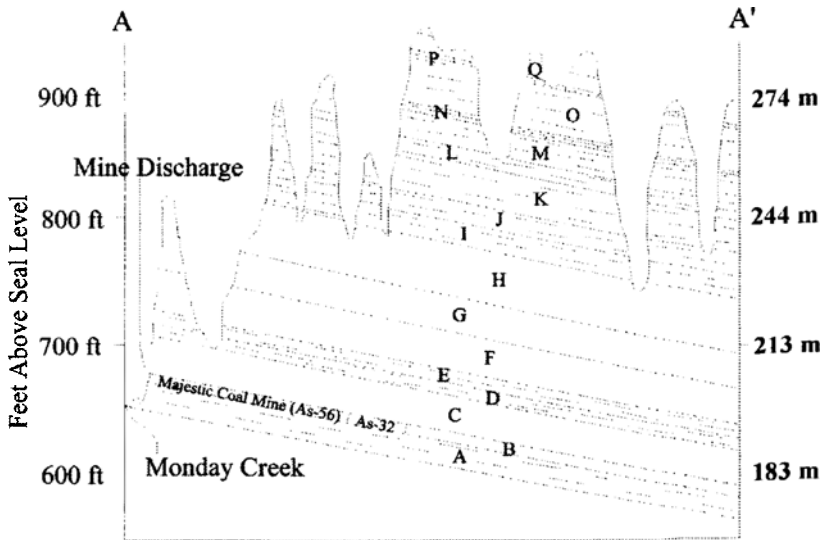 A A'
P
Q
900 ft 274 m
N O
L M
Mine Discharge
K
800 ft J 244 m
I
H
G
700 ft F 213 m
E
Majestic Coal Mine (As-56) As-32 D
C
B
A
600 ft Monday Creek 183 m
Feet Above Seal Level